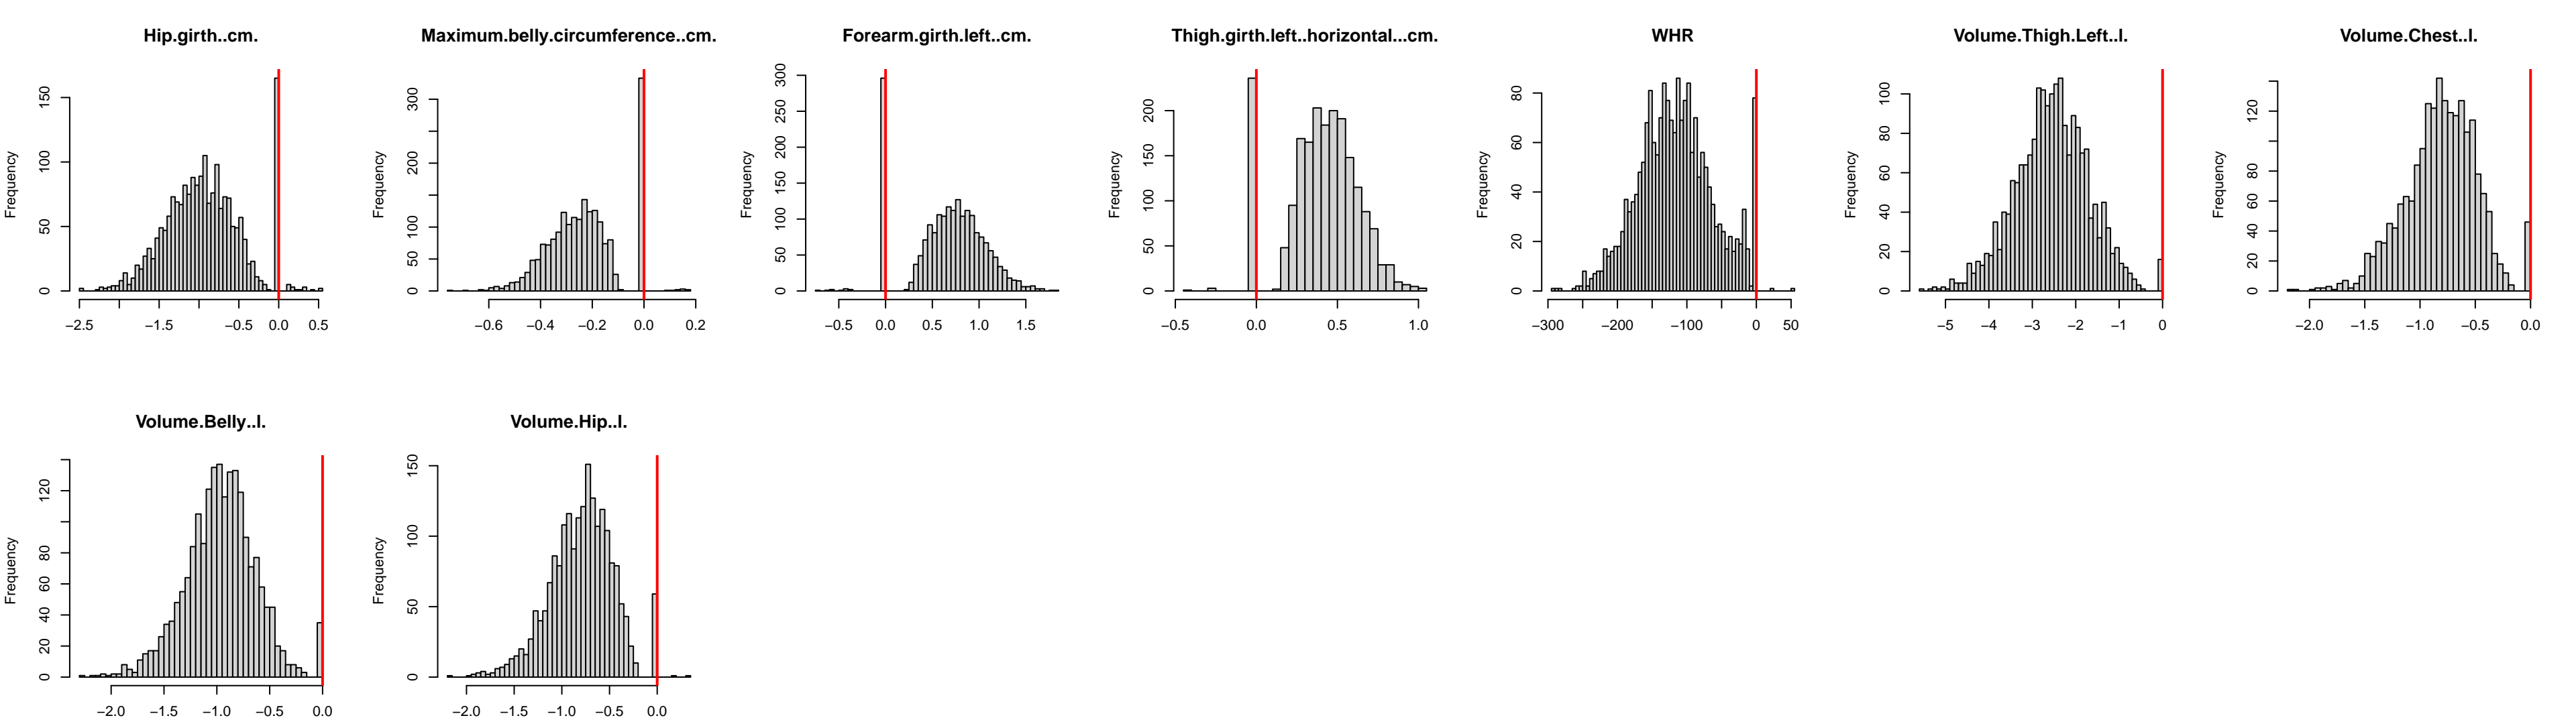 Hip.girth..cm.
Frequency
0 50 100 150
−2.5 −1.5 −0.5 0.0 0.5
Maximum.belly.circumference..cm.
Frequency
0 50 100 200 300
−0.6 −0.4 −0.2 0.0 0.2
Forearm.girth.left..cm.
Frequency
0 50 100 150 200 250 300
−0.5 0.0 0.5 1.0 1.5
Thigh.girth.left..horizontal...cm.
Frequency
0 50 100 150 200
−0.5 0.0 0.5 1.0
WHR
Frequency
0 20 40 60 80
−300 −200 −100 0 50
Volume.Thigh.Left..l.
Frequency
0 20 40 60 80 100
−5 −4 −3 −2 −1 0
Volume.Chest..l.
Frequency
0 20 40 60 80 120
−2.0 −1.5 −1.0 −0.5 0.0
Volume.Belly..l.
Frequency
0 20 40 60 80 120
−2.0 −1.5 −1.0 −0.5 0.0
Volume.Hip..l.
Frequency
0 50 100 150
−2.0 −1.5 −1.0 −0.5 0.0